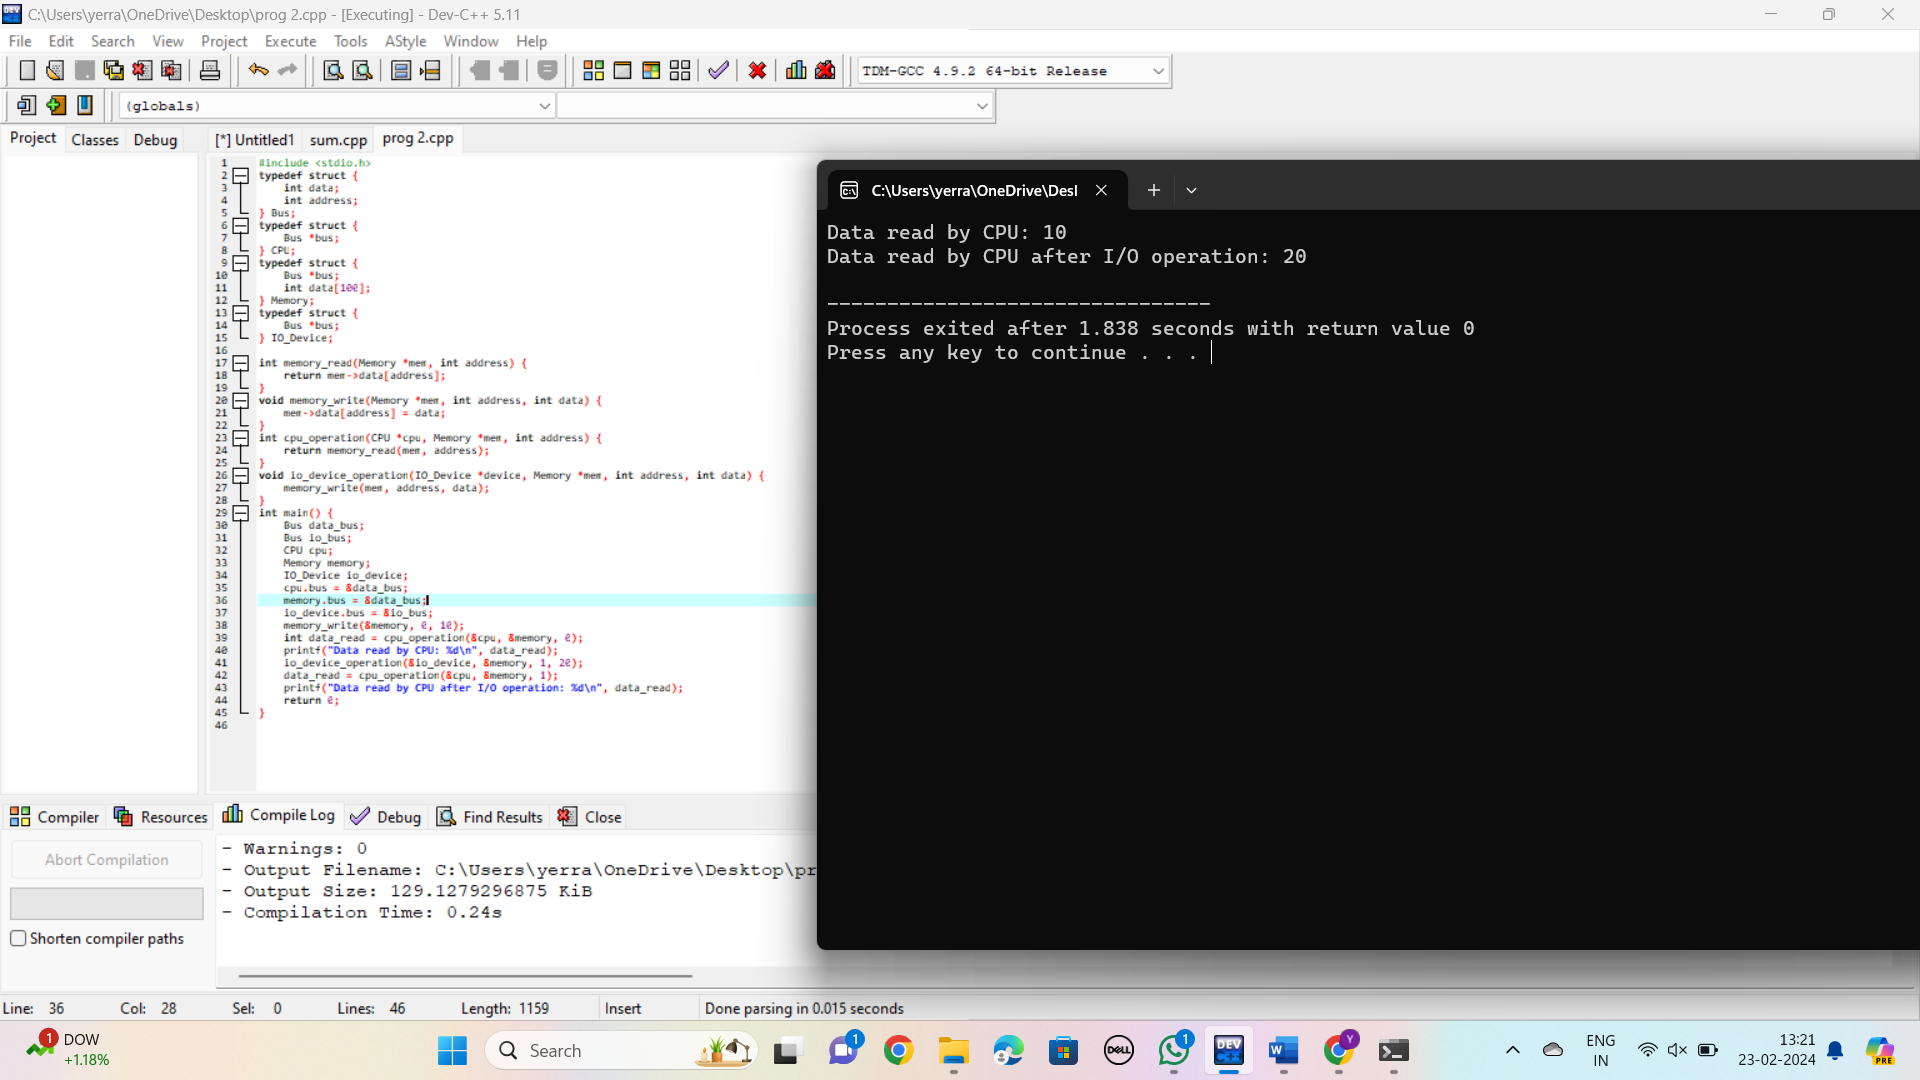 C:\Users\yerra\OneDrive\Desktop\prog 2.cpp - [Executing] - Dev-C++ 5.11
File Edit Search View Project Execute Tools AStyle Window Help
TDM-GCC 4.9.2 64-bit Release
(globals)
Project Classes Debug [*] Untitled1 sum.cpp prog 2.cpp
1 #include <stdio.h>
2 typedef struct {
3 int data;
4 int address;
5 } Bus;
6 typedef struct {
7 Bus *bus;
8 } CPU;
9 typedef struct {
10 Bus *bus;
11 int data[100];
12 } Memory;
13 typedef struct {
14 Bus *bus;
15 } IO_Device;
16
17 int memory_read(Memory *mem, int address) {
18 return mem->data[address];
19 }
20 void memory_write(Memory *mem, int address, int data) {
21 mem->data[address] = data;
22 }
23 int cpu_operation(CPU *cpu, Memory *mem, int address) {
24 return memory_read(mem, address);
25 }
26 void io_device_operation(IO_Device *device, Memory *mem, int address, int data) {
27 memory_write(mem, address, data);
28 }
29 int main() {
30 Bus data_bus;
31 Bus io_bus;
32 CPU cpu;
33 Memory memory;
34 IO_Device io_device;
35 cpu.bus = &data_bus;
36 memory.bus = &data_bus;
37 io_device.bus = &io_bus;
38 memory_write(&memory, 0, 10);
39 int data_read = cpu_operation(&cpu, &memory, 0);
40 printf("Data read by CPU: %d\n", data_read);
41 io_device_operation(&io_device, &memory, 1, 20);
42 data_read = cpu_operation(&cpu, &memory, 1);
43 printf("Data read by CPU after I/O operation: %d\n", data_read);
44 return 0;
45 }
46
C:\Users\yerra\OneDrive\Desl
Data read by CPU: 10
Data read by CPU after I/O operation: 20
--------------------------------
Process exited after 1.838 seconds with return value 0
Press any key to continue . . .
Compiler Resources Compile Log Debug Find Results Close
Abort Compilation
Shorten compiler paths
- Warnings: 0
- Output Filename: C:\Users\yerra\OneDrive\Desktop\pr
- Output Size: 129.1279296875 KiB
- Compilation Time: 0.24s
Line: 36 Col: 28 Sel: 0 Lines: 46 Length: 1159 Insert Done parsing in 0.015 seconds
1 DOW
+1.18%
Search
1
DELL
1
DEV
C++
W
Y
ENG
IN
13:21
23-02-2024
PRE